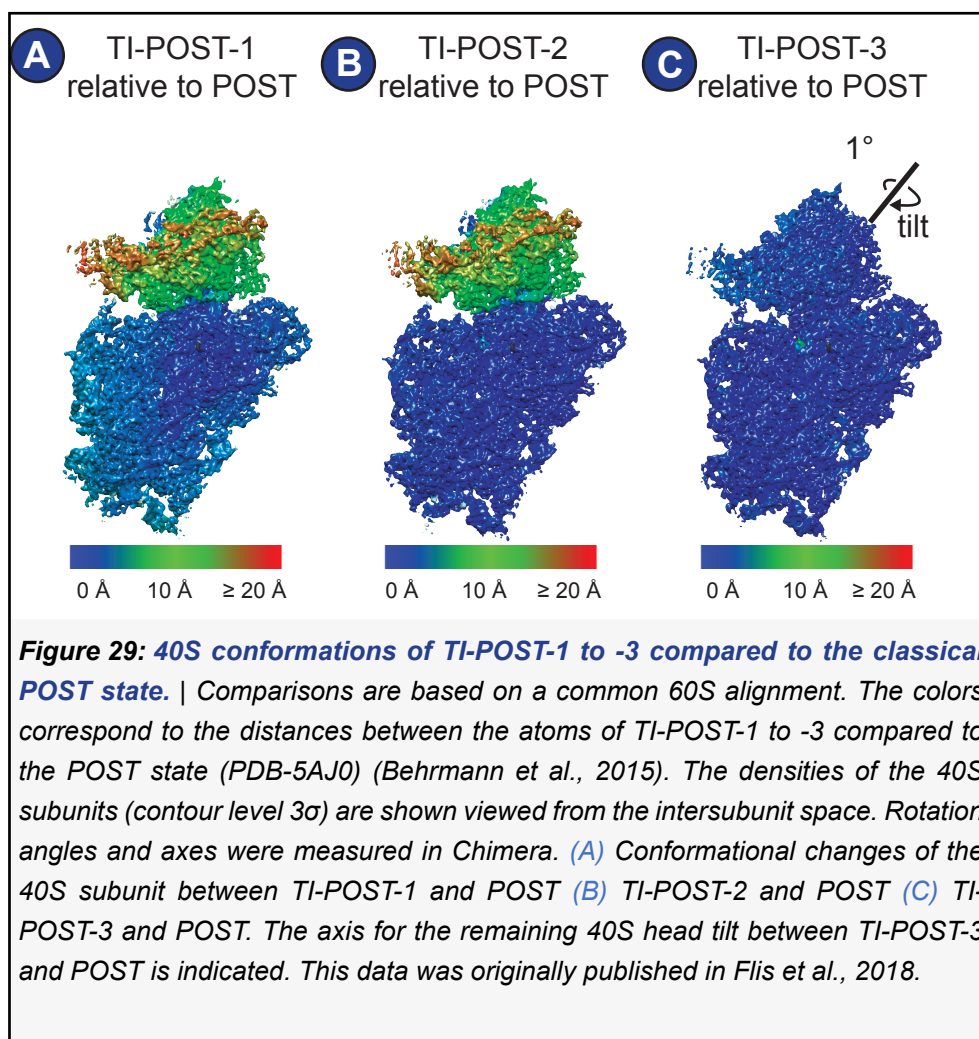 A TI-POST-1 relative to POST
B TI-POST-2 relative to POST
C TI-POST-3 relative to POST
1°
tilt
0 Å 10 Å ≥ 20 Å
0 Å 10 Å ≥ 20 Å
0 Å 10 Å ≥ 20 Å
Figure 29: 40S conformations of TI-POST-1 to -3 compared to the classical
POST state. | Comparisons are based on a common 60S alignment. The colors
correspond to the distances between the atoms of TI-POST-1 to -3 compared to
the POST state (PDB-5AJ0) (Behrmann et al., 2015). The densities of the 40S
subunits (contour level 3σ) are shown viewed from the intersubunit space. Rotation
angles and axes were measured in Chimera. (A) Conformational changes of the
40S subunit between TI-POST-1 and POST (B) TI-POST-2 and POST (C) TI-
POST-3 and POST. The axis for the remaining 40S head tilt between TI-POST-3
and POST is indicated. This data was originally published in Flis et al., 2018.